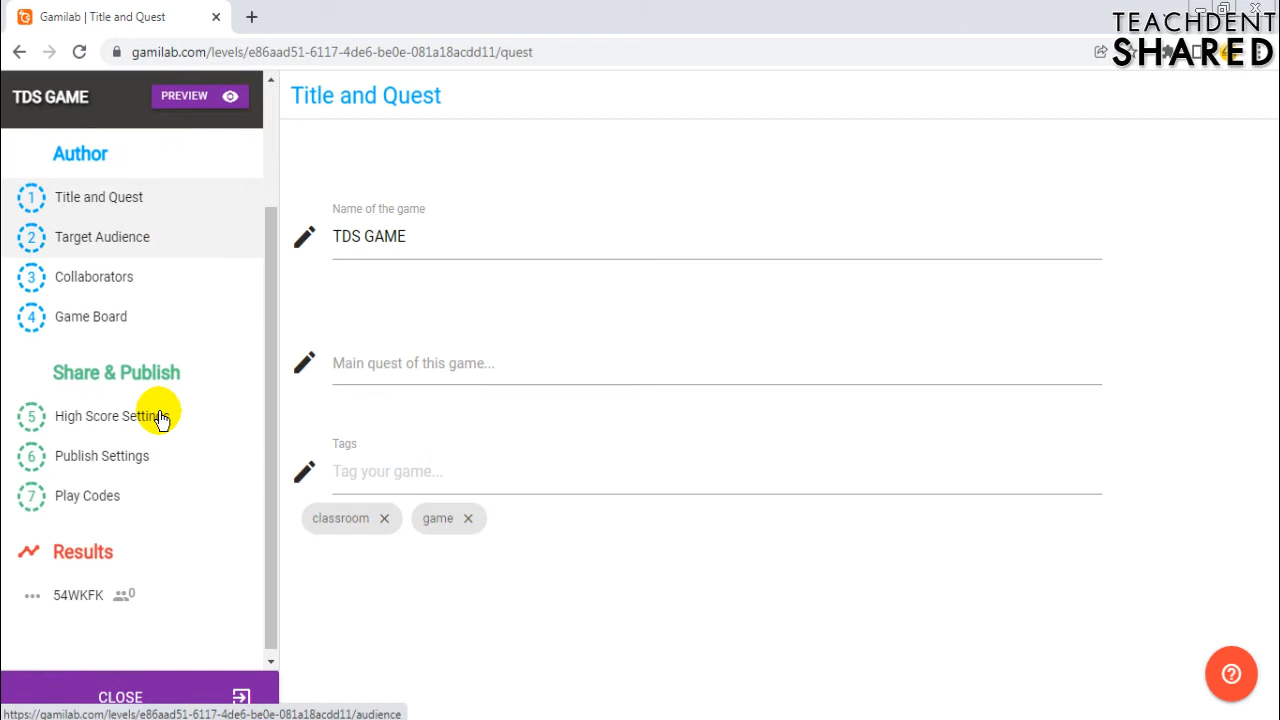 Gamilab | Title and Quest
TEACHDENT
SHARED
gamilab.com/levels/e86aad51-6117-4de6-be0e-081a18acdd11/quest
TDS GAME
PREVIEW
Title and Quest
Author
1 Title and Quest
2 Target Audience
3 Collaborators
4 Game Board
Share & Publish
5 High Score Settings
6 Publish Settings
7 Play Codes
Results
54WKFK 0
CLOSE
Name of the game
TDS GAME
Main quest of this game...
Tags
Tag your game...
classroom
game
https://gamilab.com/levels/e86aad51-6117-4de6-be0e-081a18acdd11/audience